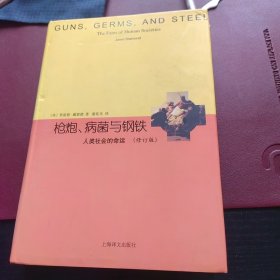 GUNS, GERMS, AND STEEL
The Fates of Human Societies
Jared Diamond
枪炮、病菌与钢铁
人类社会的命运 (修订版)
上海译文出版社